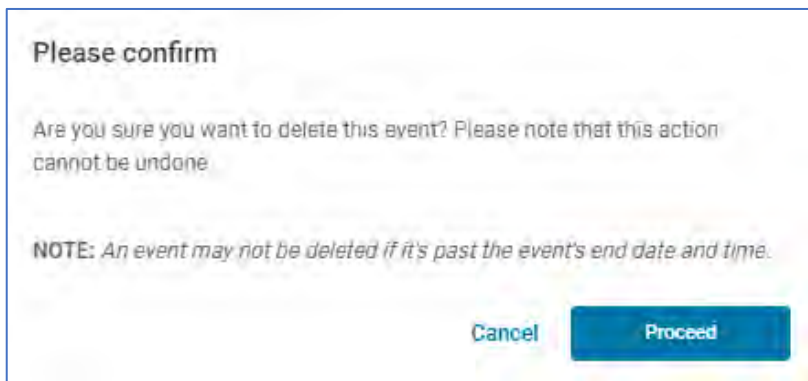 Please confirm
Are you sure you want to delete this event? Please note that this action
cannot be undone
NOTE: An event may not be deleted if it's past the event's end date and time.
Cancel Proceed